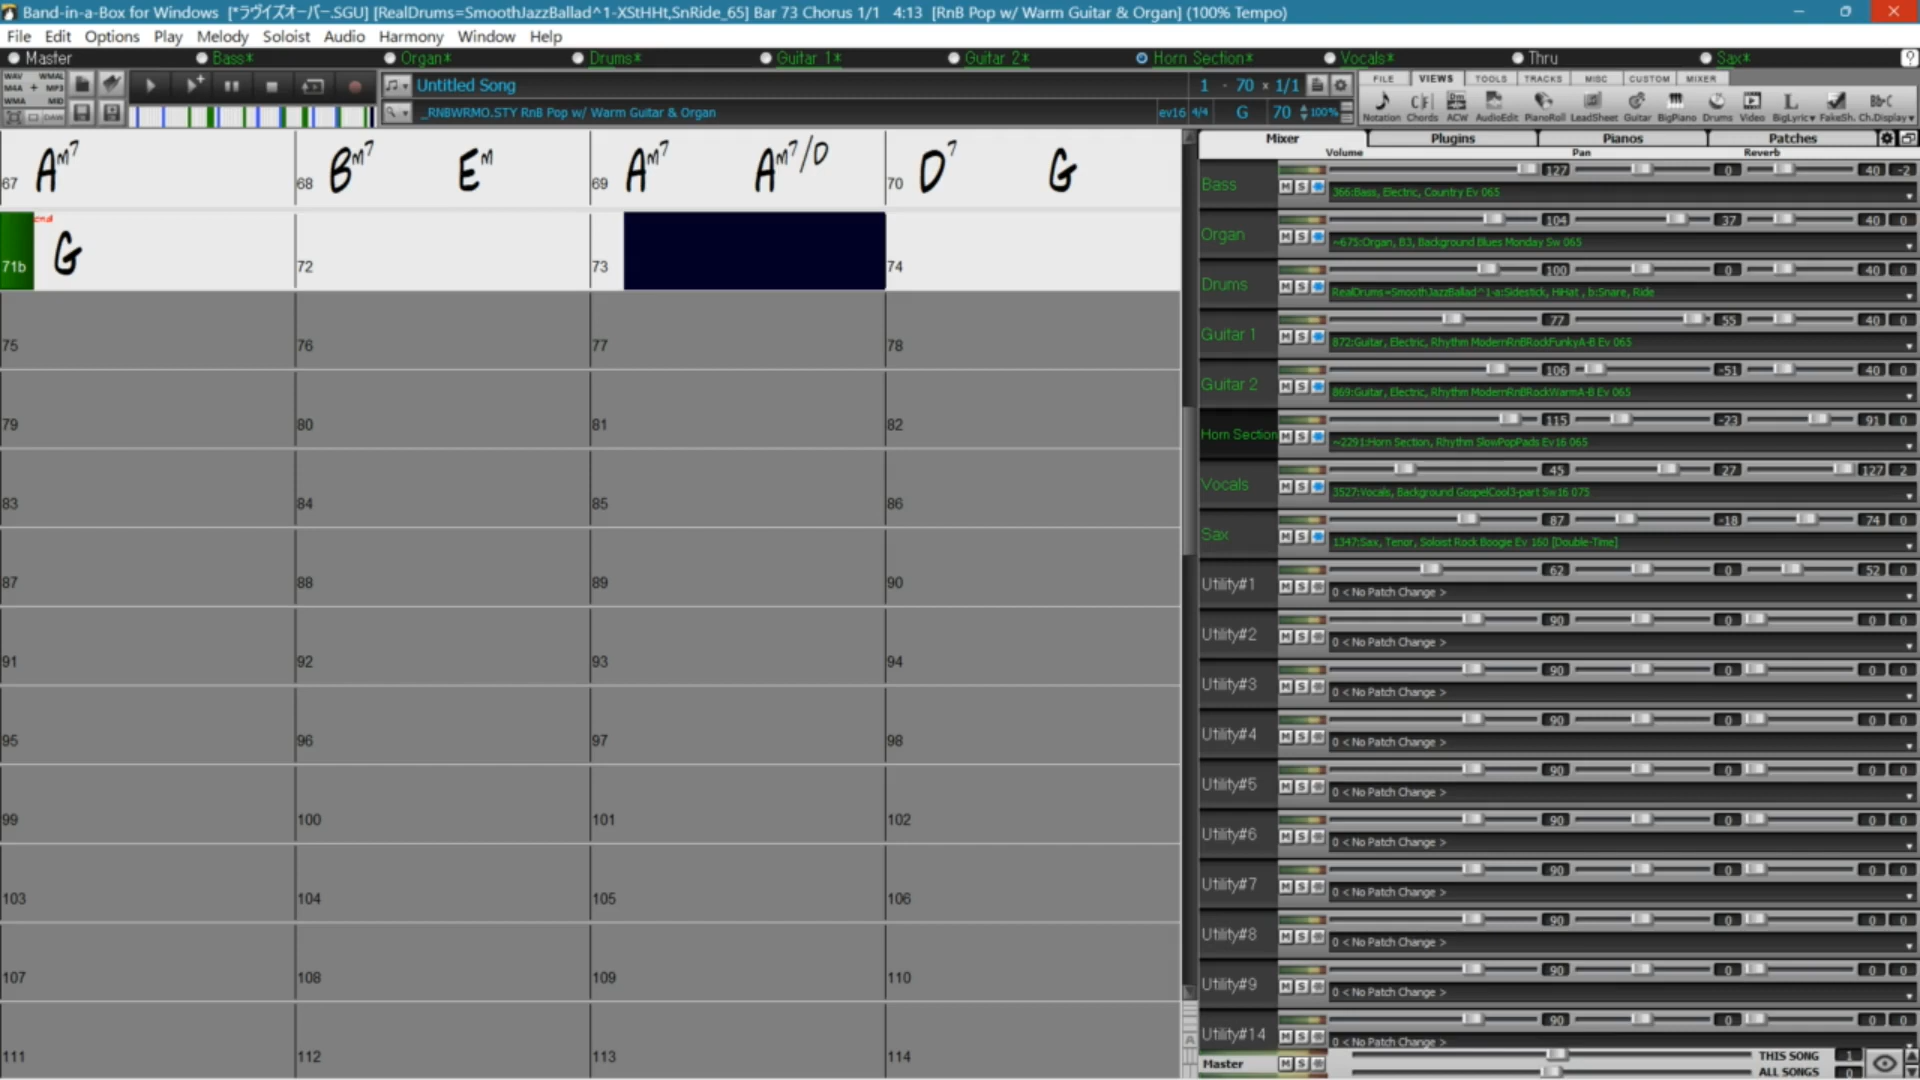 Band-in-a-Box for Windows [*ラヴイズオーバー.SGU] [RealDrums=SmoothJazzBallad^1-XStHHt,SnRide_65] Bar 73 Chorus 1/1 4:13 [RnB Pop w/ Warm Guitar & Organ] (100% Tempo)
File Edit Options Play Melody Soloist Audio Harmony Window Help
Master Bass* Organ* Drums* Guitar 1* Guitar 2* Horn Section* Vocals* Thru Sax*
WAV WMAL
M4A + MP3
WMA MID
DAW
Untitled Song 1 - 70 x 1/1
_RNBWRMO.STY RnB Pop w/ Warm Guitar & Organ ev16 4/4 G 70 100%
FILE VIEWS TOOLS TRACKS MISC CUSTOM MIXER
Notation Chords ACW AudioEdit PianoRoll LeadSheet Guitar BigPiano Drums Video BigLyric FakeSh. Ch.Display
67 Am7 68 Bm7 Em 69 Am7 Am7/D 70 D7 G
71b end G 72 73 74
75 76 77 78
79 80 81 82
83 84 85 86
87 88 89 90
91 92 93 94
95 96 97 98
99 100 101 102
103 104 105 106
107 108 109 110
111 112 113 114
Mixer Plugins Pianos Patches
Volume Pan Reverb
Bass M S 127 0 40 -2
366:Bass, Electric, Country Ev 065
Organ M S 104 37 40 0
~675:Organ, B3, Background Blues Monday Sw 065
Drums M S 100 0 40 0
RealDrums=SmoothJazzBallad^1-a:Sidestick, HiHat , b:Snare, Ride
Guitar 1 M S 77 55 40 0
872:Guitar, Electric, Rhythm ModernRnBRockFunkyA-B Ev 065
Guitar 2 M S 106 -51 40 0
869:Guitar, Electric, Rhythm ModernRnBRockWarmA-B Ev 065
Horn Section M S 115 -23 91 0
~2291:Horn Section, Rhythm SlowPopPads Ev16 065
Vocals M S 45 27 127 2
3527:Vocals, Background GospelCool3-part Sw16 075
Sax M S 87 -18 74 0
1347:Sax, Tenor, Soloist Rock Boogie Ev 160 [Double-Time]
Utility#1 M S 62 0 52 0
0 < No Patch Change >
Utility#2 M S 90 0 0 0
0 < No Patch Change >
Utility#3 M S 90 0 0 0
0 < No Patch Change >
Utility#4 M S 90 0 0 0
0 < No Patch Change >
Utility#5 M S 90 0 0 0
0 < No Patch Change >
Utility#6 M S 90 0 0 0
0 < No Patch Change >
Utility#7 M S 90 0 0 0
0 < No Patch Change >
Utility#8 M S 90 0 0 0
0 < No Patch Change >
Utility#9 M S 90 0 0 0
0 < No Patch Change >
Utility#14 M S 90 0 0 0
0 < No Patch Change >
Master M S THIS SONG 1
ALL SONGS 0